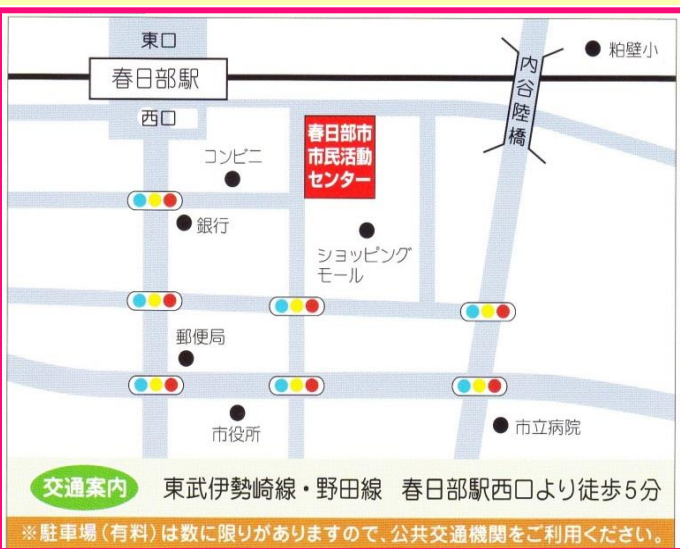 東口
春日部駅
西口
内谷陸橋
粕壁小
コンビニ
春日部市
市民活動
センター
銀行
ショッピング
モール
郵便局
市役所
市立病院
交通案内 東武伊勢崎線・野田線 春日部駅西口より徒歩5分
※駐車場(有料)は数に限りがありますので、公共交通機関をご利用ください。